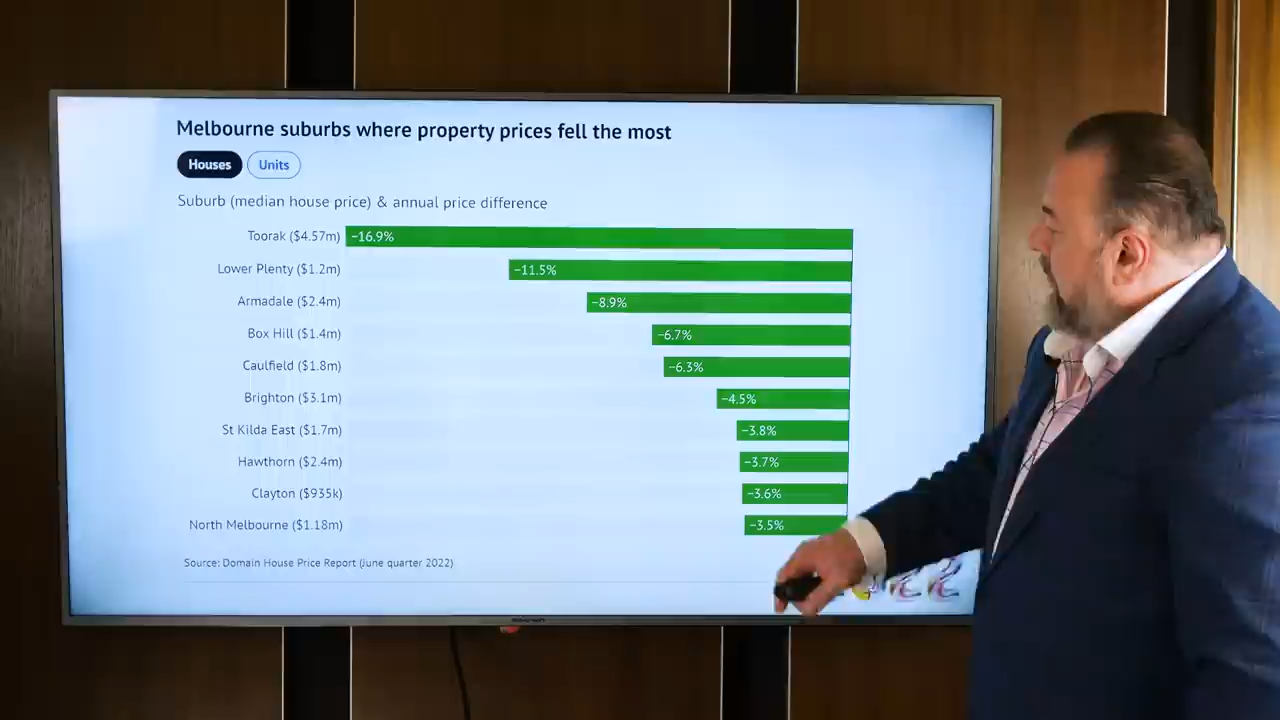 Melbourne suburbs where property prices fell the most
Houses Units
Suburb (median house price) & annual price difference
Toorak ($4.57m) −16.9%
Lower Plenty ($1.2m) −11.5%
Armadale ($2.4m) −8.9%
Box Hill ($1.4m) −6.7%
Caulfield ($1.8m) −6.3%
Brighton ($3.1m) −4.5%
St Kilda East ($1.7m) −3.8%
Hawthorn ($2.4m) −3.7%
Clayton ($935k) −3.6%
North Melbourne ($1.18m) −3.5%
Source: Domain House Price Report (June quarter 2022)